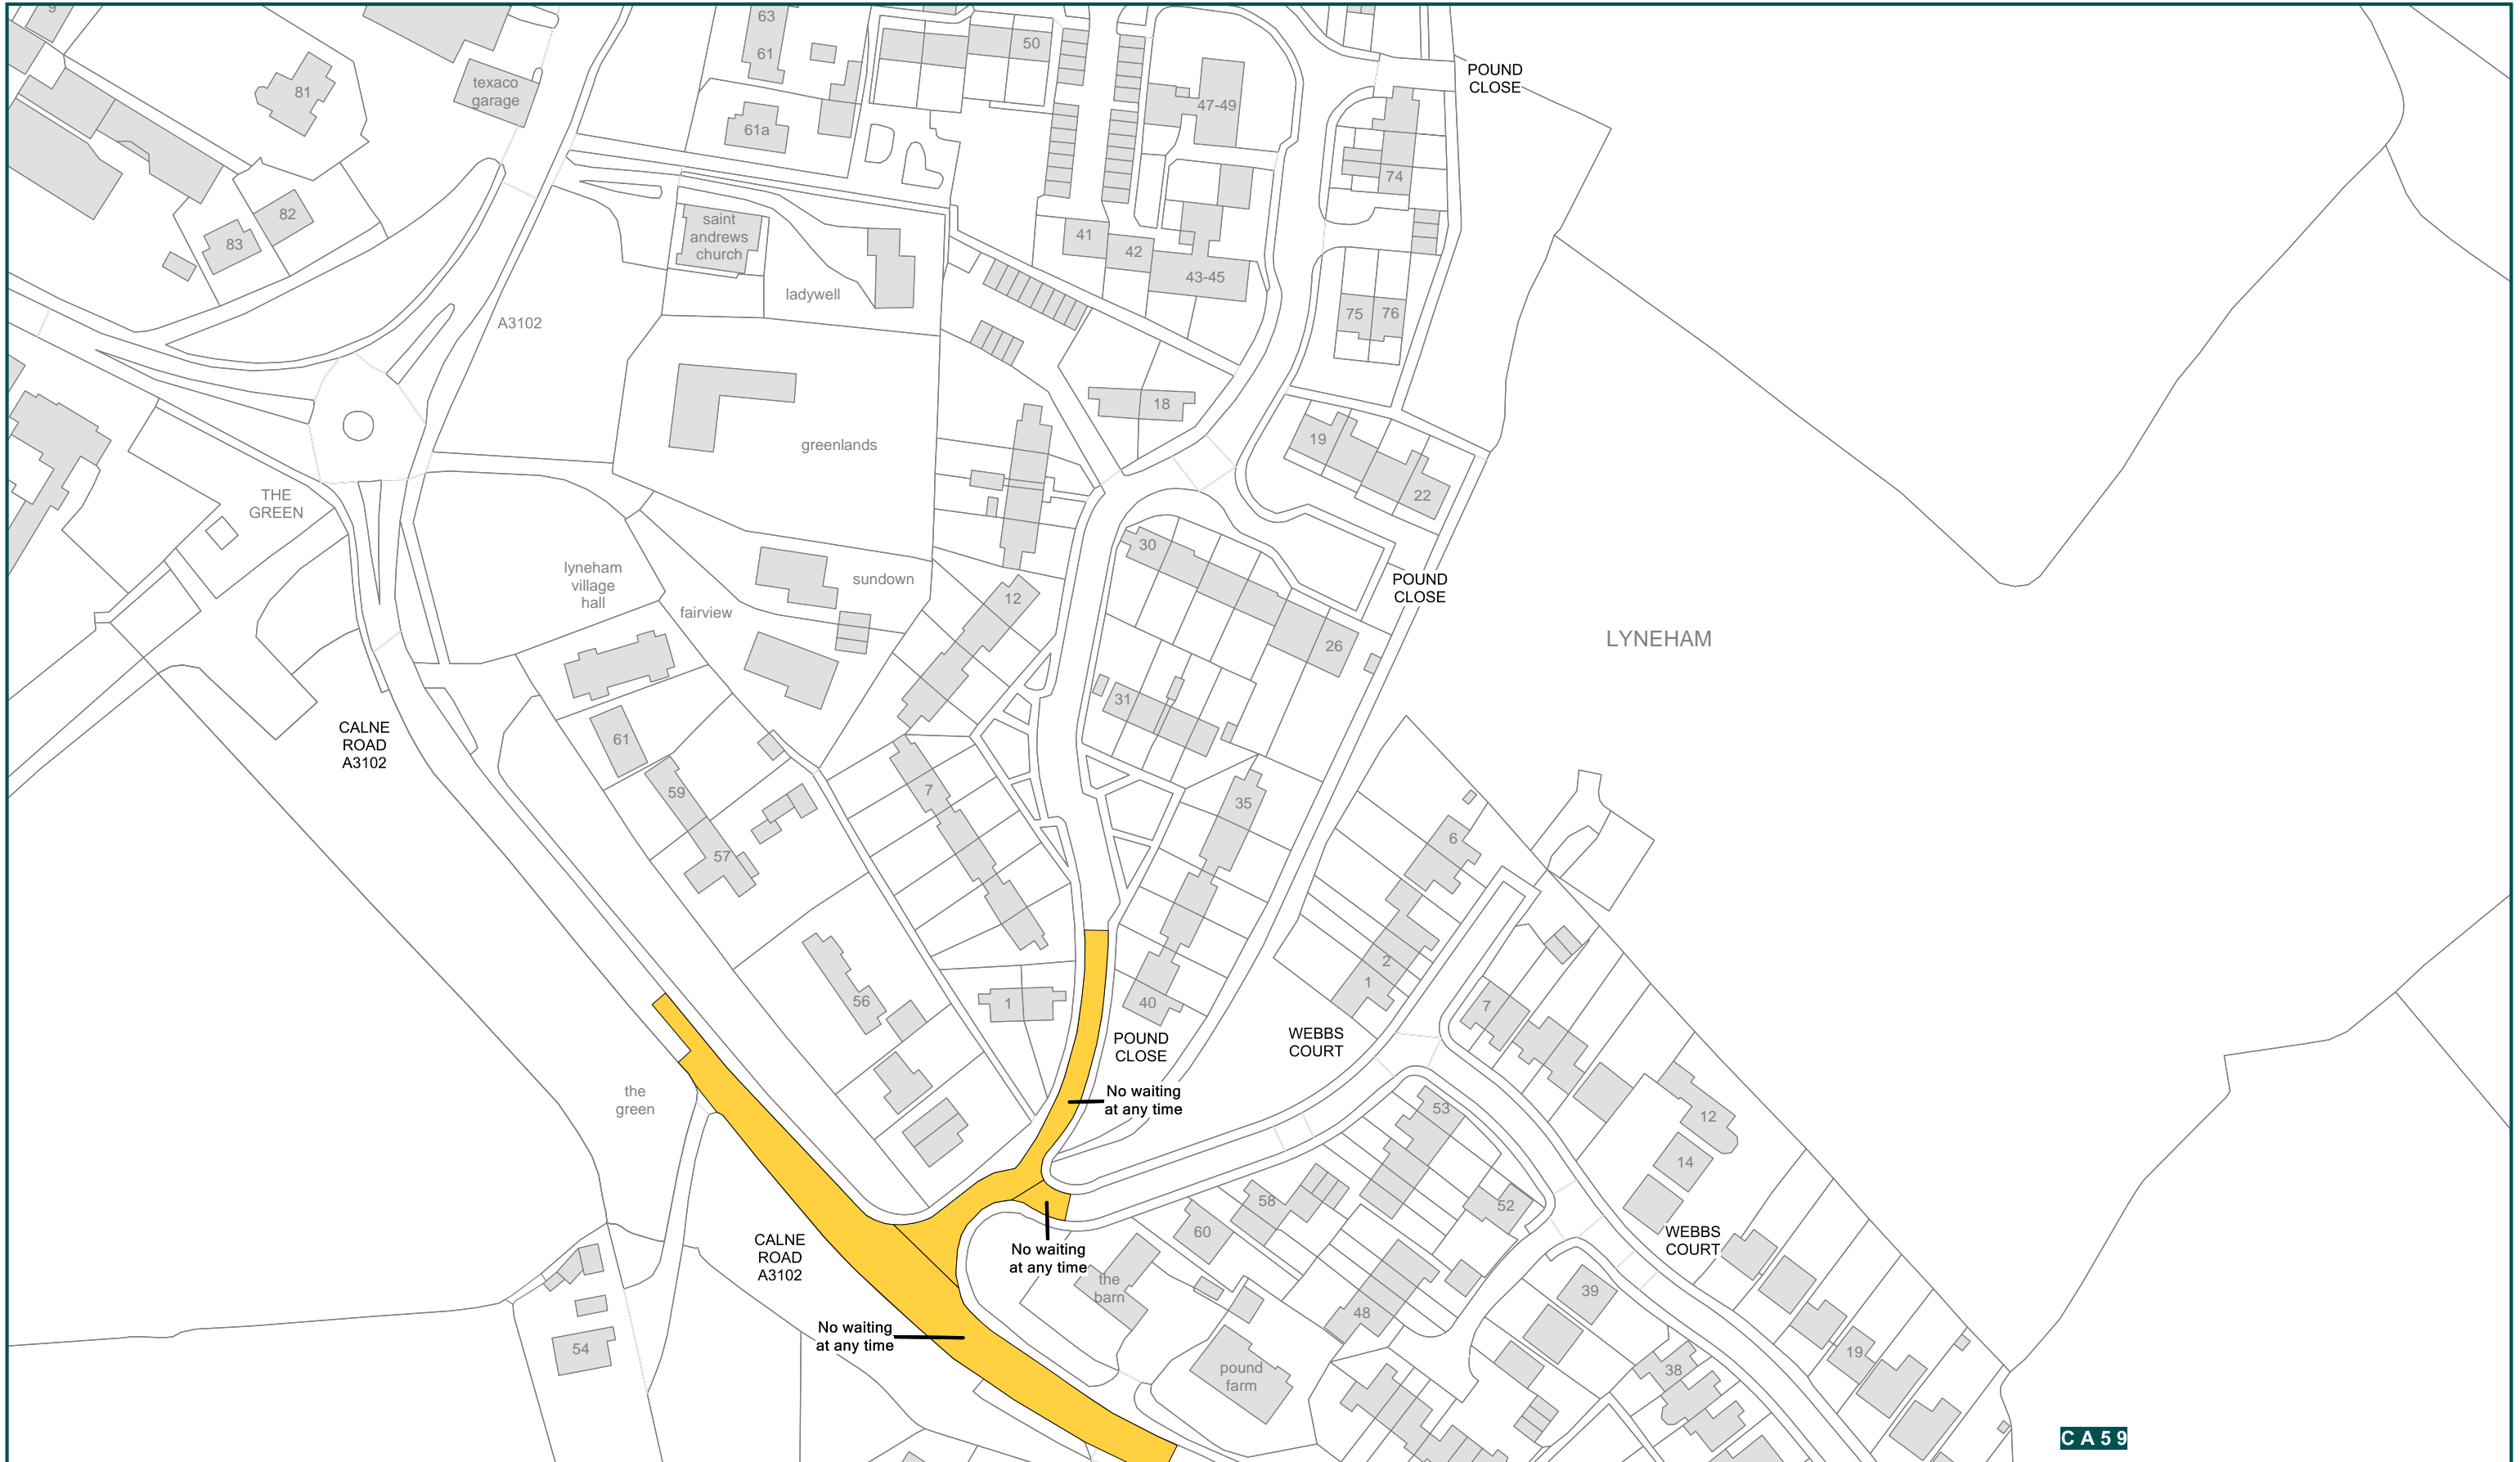 9
63
61
50
81
texaco
garage
61a
47-49
POUND
CLOSE
74
82
83
saint
andrews
church
41
42
43-45
ladywell
A3102
75
76
18
19
22
greenlands
THE
GREEN
30
lyneham
village
hall
sundown
fairview
12
POUND
CLOSE
26
LYNEHAM
31
CALNE
ROAD
A3102
61
59
57
7
35
6
2
1
56
1
40
7
POUND
CLOSE
WEBBS
COURT
the
green
No waiting
at any time
53
12
14
58
52
60
No waiting
at any time
WEBBS
COURT
CALNE
ROAD
A3102
the
barn
39
48
No waiting
at any time
54
19
pound
farm
38
CA59